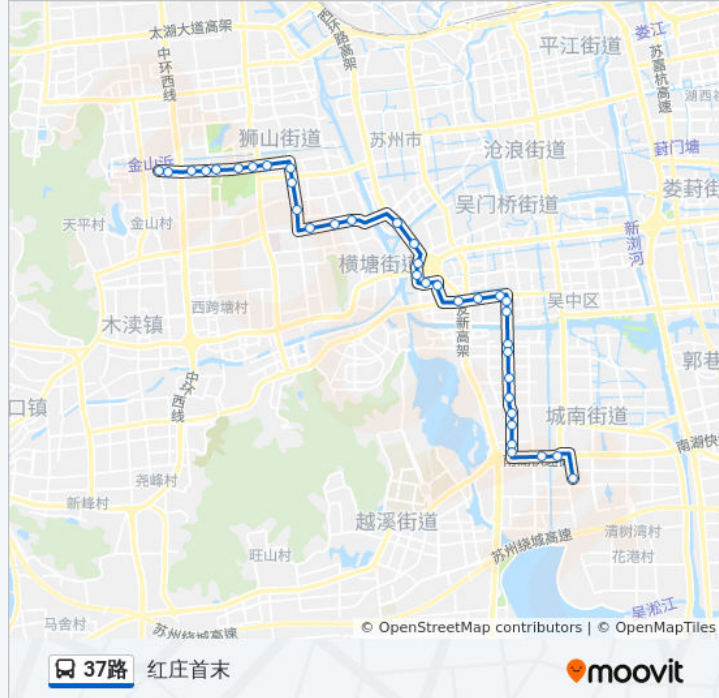 太湖大道高架
中环西线
西环路高架
平江街道
娄江
苏嘉杭高速
狮山街道
苏州市
沧浪街道
葑门塘
金山浜
娄葑街
天平村
金山村
吴门桥街道
新浏河
横塘街道
西跨塘村
友新高架
吴中区
木渎镇
郭巷
中环西线
口镇
城南街道
南湖快
尧峰村
新峰村
越溪街道
旺山村
苏州绕城高速
清树湾村
花港村
吴淞江
马舍村
苏州绕城高速
© OpenStreetMap contributors | © OpenMapTiles
37路 红庄首末
moovit